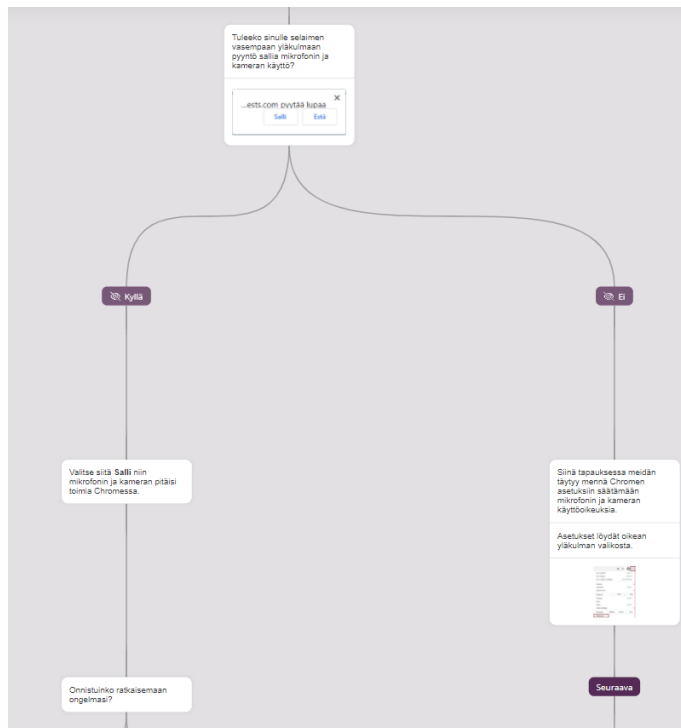 Tuleeko sinulle selaimen
vasempaan yläkulmaan
pyyntö sallia mikrofonin ja
kameran käyttö?
...ests.com pyytää lupaa
Salli
Estä
Kyllä
Ei
Valitse siitä Salli niin
mikrofonin ja kameran pitäisi
toimia Chromessa.
Siinä tapauksessa meidän
täytyy mennä Chromen
asetuksiin säätämään
mikrofonin ja kameran
käyttöoikeuksia.
Asetukset löydät oikean
yläkulman valikosta.
Onnistuinko ratkaisemaan
ongelmasi?
Seuraava